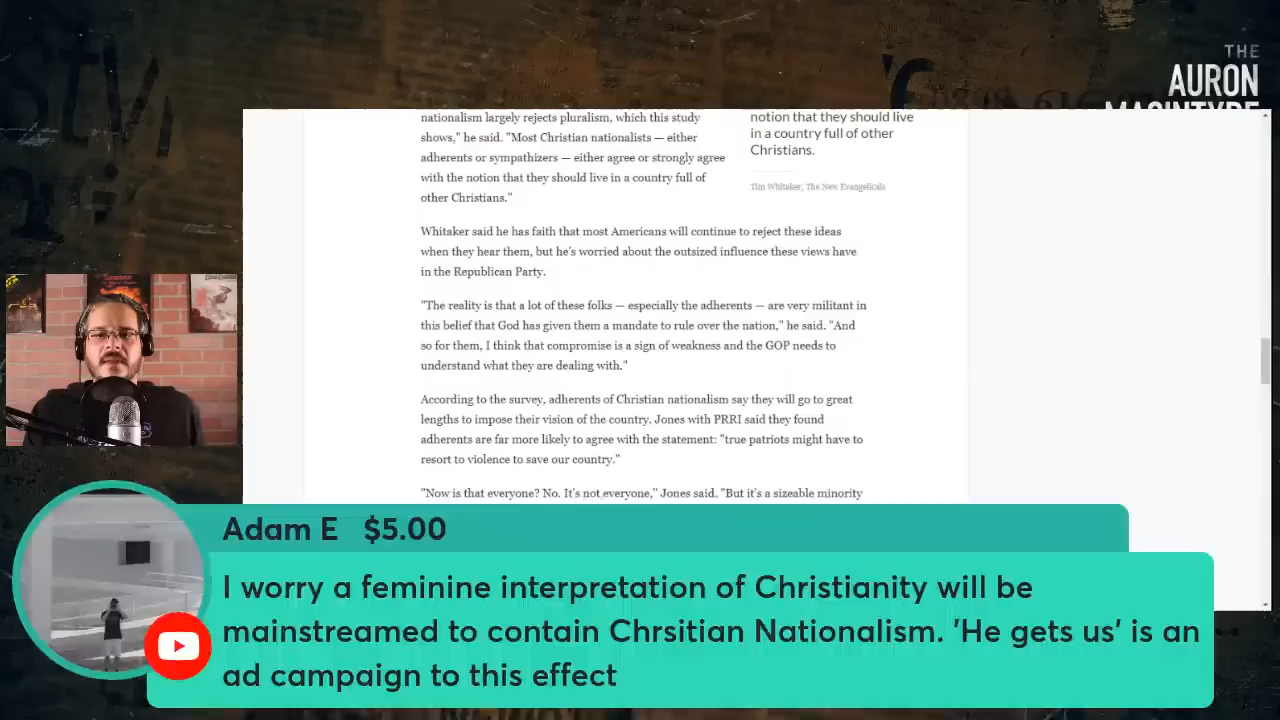 THE
AURON
MACINTYRE
nationalism largely rejects pluralism, which this study
shows," he said. "Most Christian nationalists — either
adherents or sympathizers — either agree or strongly agree
with the notion that they should live in a country full of
other Christians."
notion that they should live
in a country full of other
Christians.
Tim Whitaker, The New Evangelicals
Whitaker said he has faith that most Americans will continue to reject these ideas
when they hear them, but he's worried about the outsized influence these views have
in the Republican Party.
"The reality is that a lot of these folks — especially the adherents — are very militant in
this belief that God has given them a mandate to rule over the nation," he said. "And
so for them, I think that compromise is a sign of weakness and the GOP needs to
understand what they are dealing with."
According to the survey, adherents of Christian nationalism say they will go to great
lengths to impose their vision of the country. Jones with PRRI said they found
adherents are far more likely to agree with the statement: "true patriots might have to
resort to violence to save our country."
"Now is that everyone? No. It's not everyone," Jones said. "But it's a sizeable minority
Adam E $5.00
I worry a feminine interpretation of Christianity will be
mainstreamed to contain Chrsitian Nationalism. 'He gets us' is an
ad campaign to this effect